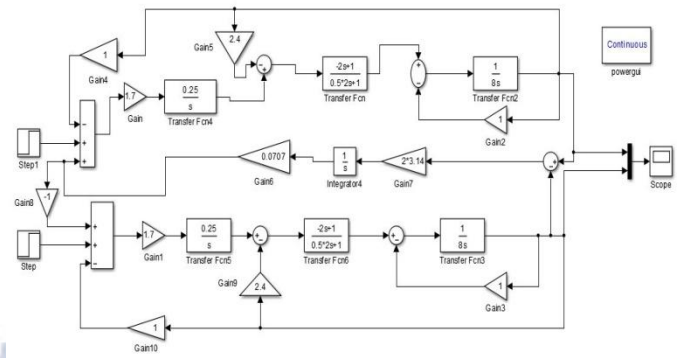 Gain5
2.4
1
Gain4
-2s+1
0.5*2s+1
Transfer Fcn
1
8s
Transfer Fcn2
Continuous
powergui
1.7
Gain
0.25
s
Transfer Fcn4
1
Gain2
Step1
0.0707
Gain6
1
s
Integrator4
2*3.14
Gain7
Scope
-1
Gain8
Step
1.7
Gain1
0.25
s
Transfer Fcn5
-2s+1
0.5*2s+1
Transfer Fcn6
1
8s
Transfer Fcn3
Gain9
2.4
1
Gain3
1
Gain10